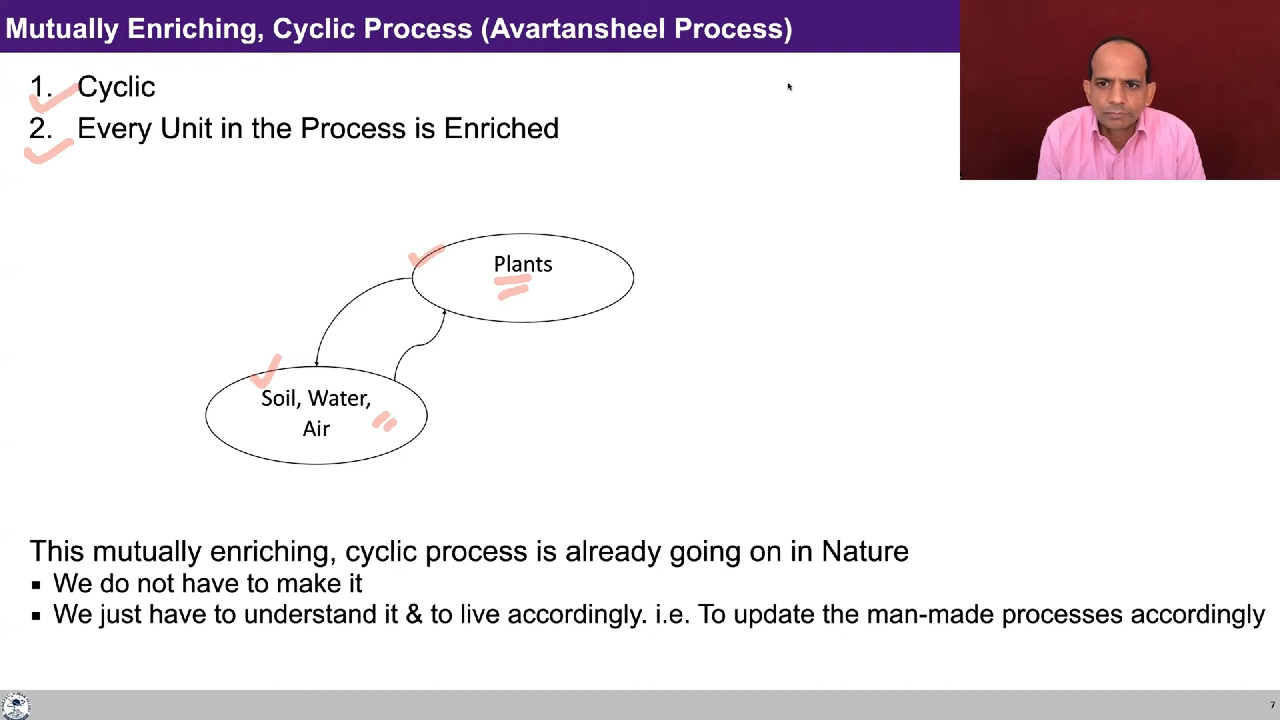 Mutually Enriching, Cyclic Process (Avartansheel Process)
1. Cyclic
2. Every Unit in the Process is Enriched
Plants
Soil, Water,
Air
This mutually enriching, cyclic process is already going on in Nature
▪ We do not have to make it
▪ We just have to understand it & to live accordingly. i.e. To update the man-made processes accordingly
7